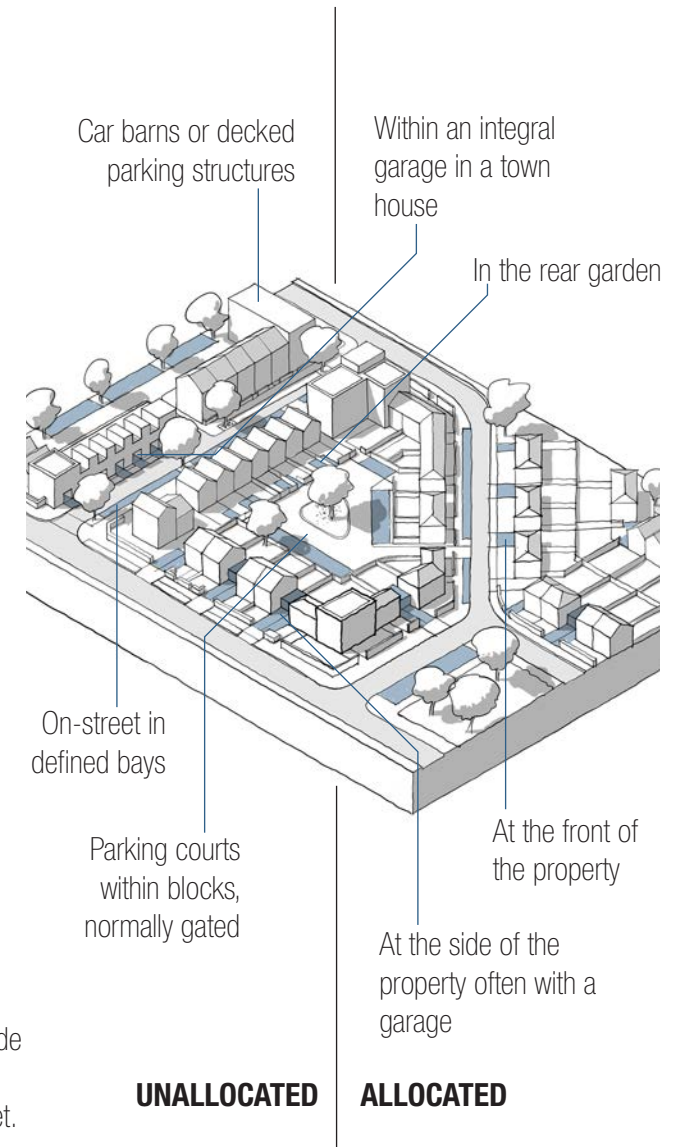 Car barns or decked
parking structures
Within an integral
garage in a town
house
In the rear garden
On-street in
defined bays
Parking courts
within blocks,
normally gated
At the front of
the property
At the side of the
property often with a
garage
UNALLOCATED
ALLOCATED